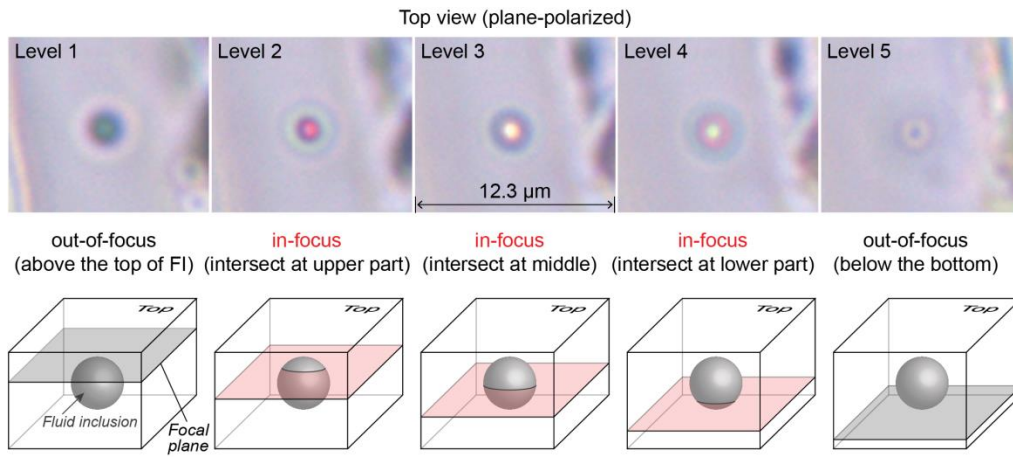 Top view (plane-polarized)
Level 1
Level 2
Level 3
Level 4
Level 5
12.3 µm
out-of-focus
(above the top of FI)
in-focus
(intersect at upper part)
in-focus
(intersect at middle)
in-focus
(intersect at lower part)
out-of-focus
(below the bottom)
Top
Top
Top
Top
Top
Fluid inclusion
Focal
plane